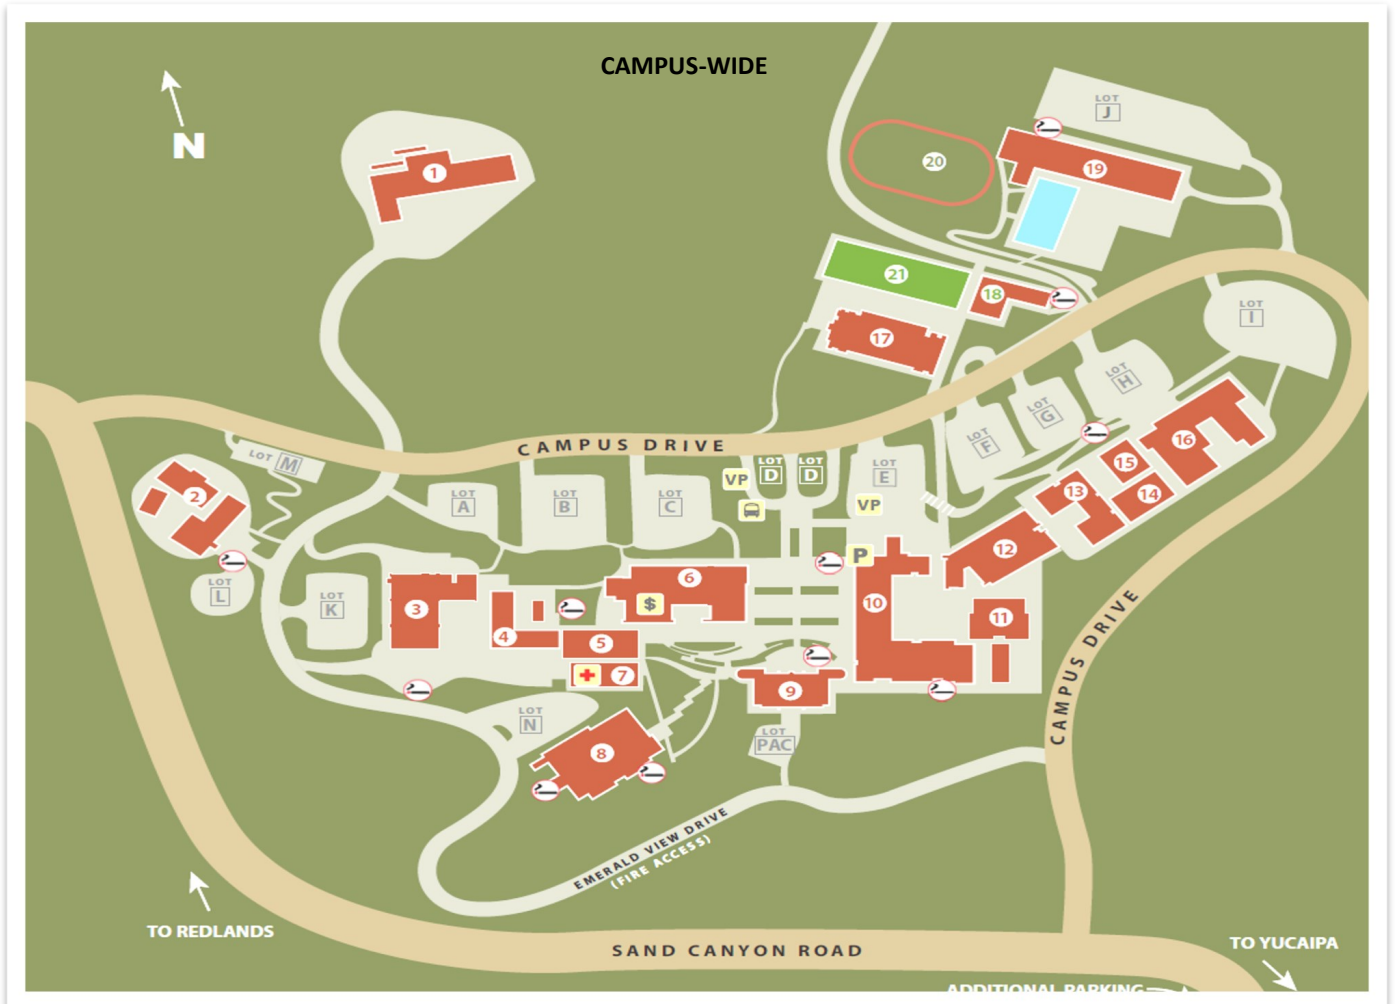 CAMPUS-WIDE
N
LOT
J
1
20
19
21
18
17
LOT
I
LOT
H
LOT
G
LOT
F
CAMPUS DRIVE
LOT M
2
LOT
A
LOT
B
LOT
C
VP
LOT
D
LOT
D
LOT
E
VP
16
15
14
13
12
P
LOT
L
LOT
K
3
4
5
6
$
7
10
11
9
LOT
N
8
LOT
PAC
CAMPUS DRIVE
EMERALD VIEW DRIVE
(FIRE ACCESS)
TO REDLANDS
SAND CANYON ROAD
TO YUCAIPA
ADDITIONAL PARKING